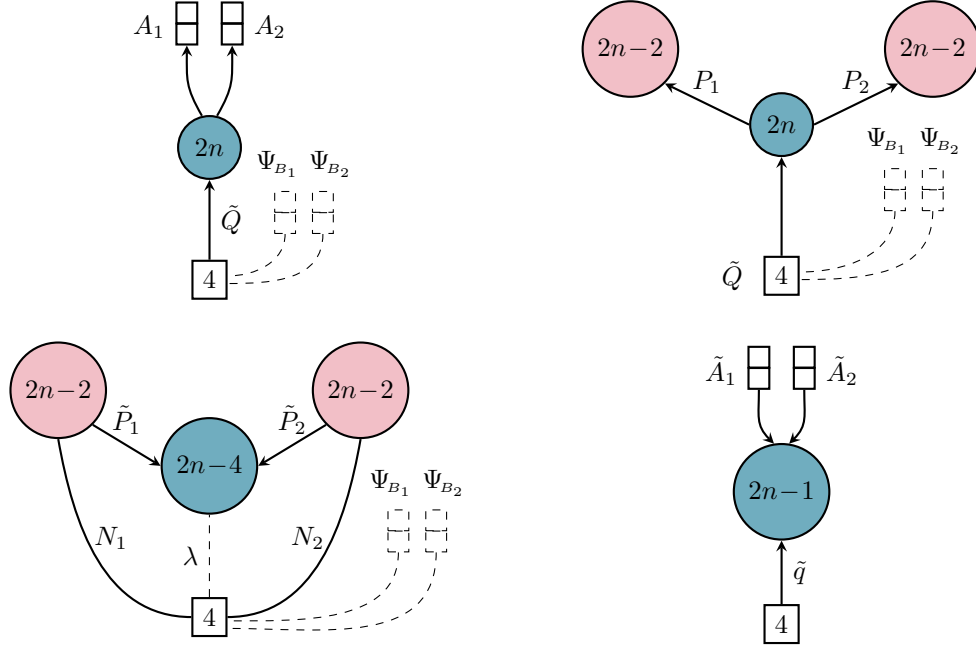 A₁ A₂
2n
Ψ_{B₁} Ψ_{B₂}
Q̃
4
2n−2 2n−2
P₁ P₂
2n
Ψ_{B₁} Ψ_{B₂}
Q̃ 4
2n−2 2n−2
P̃₁ P̃₂
2n−4
Ψ_{B₁} Ψ_{B₂}
N₁ λ N₂
4
Ã₁ Ã₂
2n−1
q̃
4